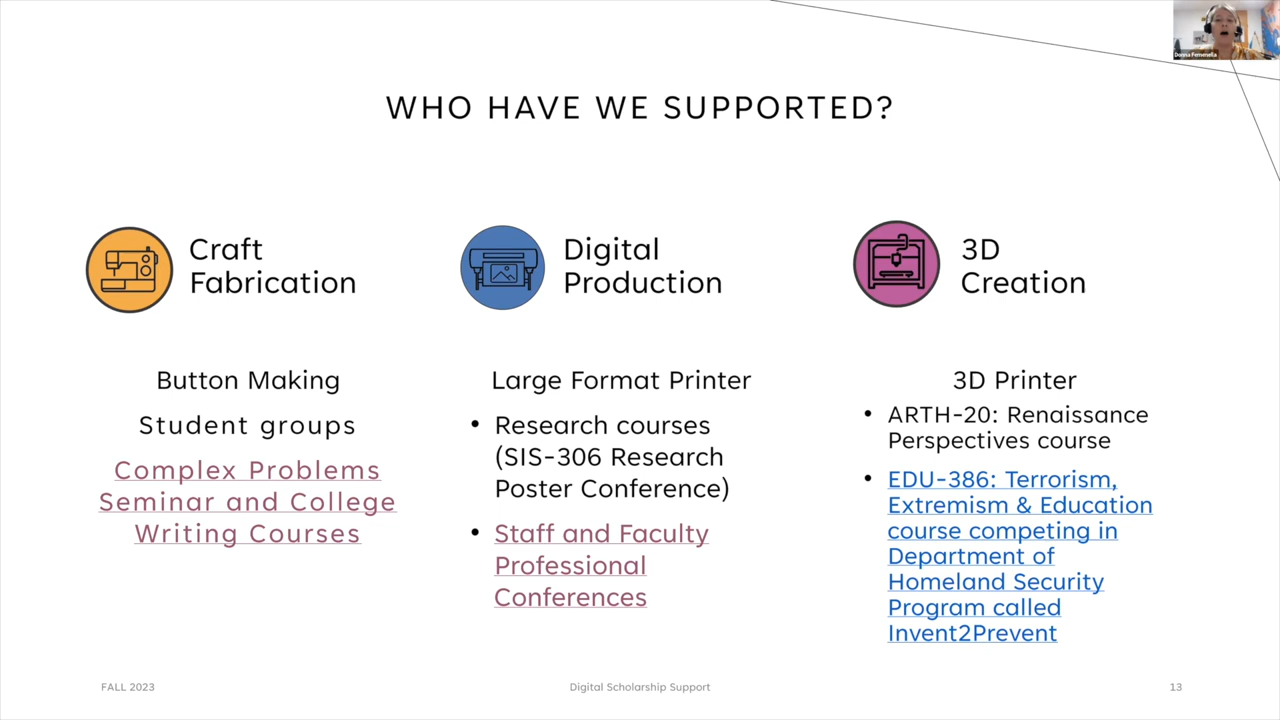 Donna Femenella
WHO HAVE WE SUPPORTED?
Craft
Fabrication
Button Making
Student groups
Complex Problems
Seminar and College
Writing Courses
Digital
Production
Large Format Printer
• Research courses
(SIS-306 Research
Poster Conference)
• Staff and Faculty
Professional
Conferences
3D
Creation
3D Printer
• ARTH-20: Renaissance
Perspectives course
• EDU-386: Terrorism,
Extremism & Education
course competing in
Department of
Homeland Security
Program called
Invent2Prevent
FALL 2023
Digital Scholarship Support
13